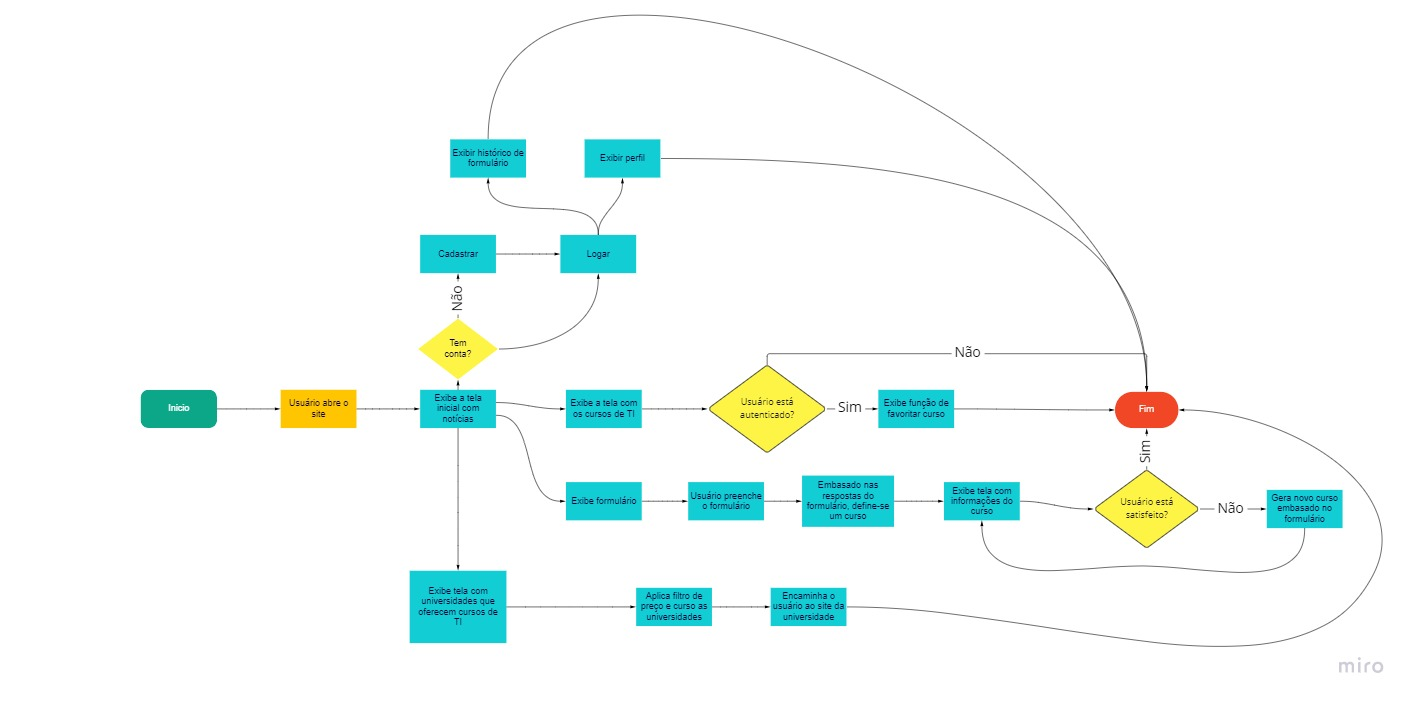 Exibir histórico de
formulário
Exibir perfil
Cadastrar
Logar
Não
Tem
conta?
Não
Inicio
Usuário abre o
site
Exibe a tela
inicial com
notícias
Exibe a tela com
os cursos de TI
Usuário está
autenticado?
Sim
Exibe função de
favoritar curso
Fim
Sim
Exibe formulário
Usuário preenche
o formulário
Embasado nas
respostas do
formulário, define-se
um curso
Exibe tela com
informações do
curso
Usuário está
satisfeito?
Não
Gera novo curso
embasado no
formulário
Exibe tela com
universidades que
oferecem cursos de
TI
Aplica filtro de
preço e curso as
universidades
Encaminha o
usuário ao site da
universidade
miro